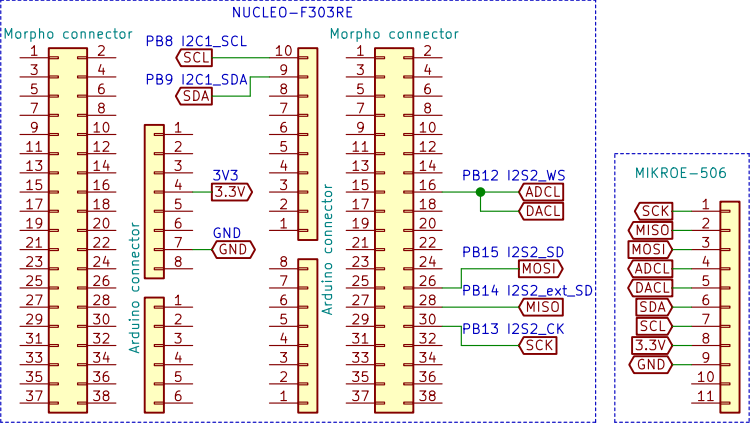 NUCLEO-F303RE
Morpho connector
1 2
3 4
5 6
7 8
9 10
11 12
13 14
15 16
17 18
19 20
21 22
23 24
25 26
27 28
29 30
31 32
33 34
35 36
37 38
Arduino connector
1
2
3
4
5
6
7
8
3V3
3.3V
GND
GND
Arduino connector
1
2
3
4
5
6
PB8 I2C1_SCL
SCL
PB9 I2C1_SDA
SDA
10
9
8
7
6
5
4
3
2
1
8
7
6
5
4
3
2
1
Morpho connector
1 2
3 4
5 6
7 8
9 10
11 12
13 14
15 16
17 18
19 20
21 22
23 24
25 26
27 28
29 30
31 32
33 34
35 36
37 38
PB12 I2S2_WS
ADCL
DACL
PB15 I2S2_SD
MOSI
PB14 I2S2_ext_SD
MISO
PB13 I2S2_CK
SCK
MIKROE-506
SCK 1
MISO 2
MOSI 3
ADCL 4
DACL 5
SDA 6
SCL 7
3.3V 8
GND 9
10
11